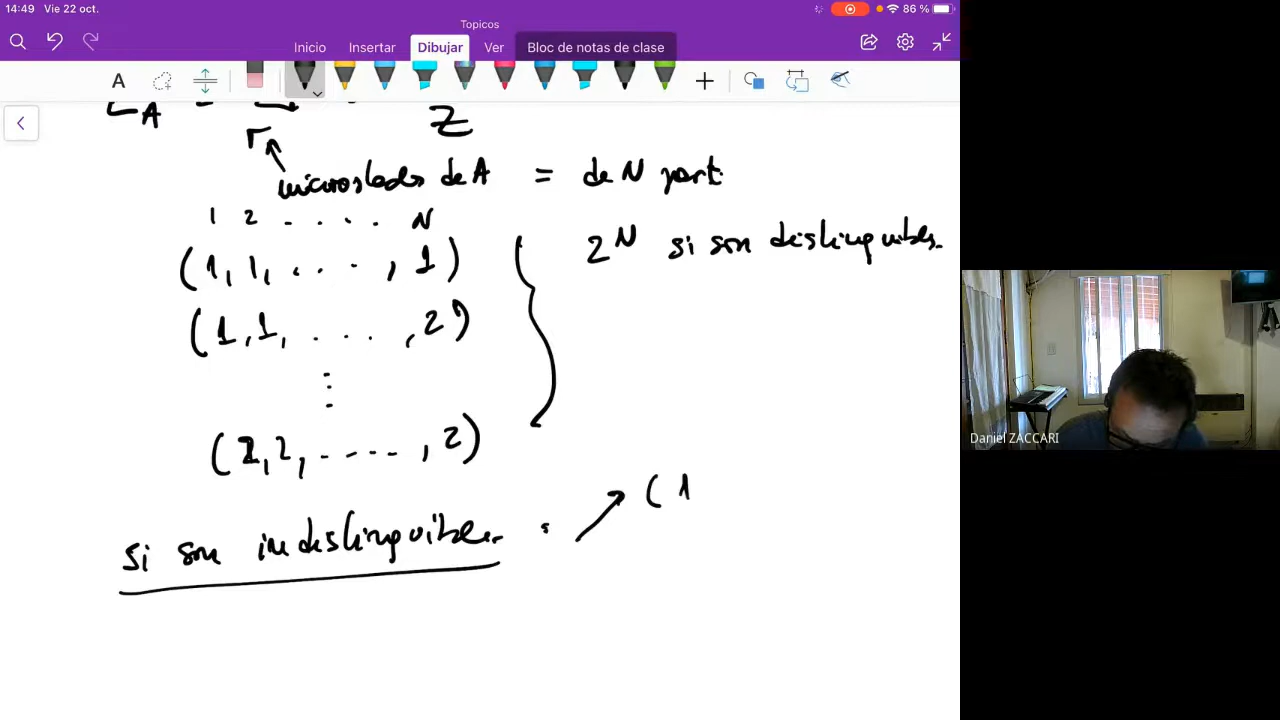 14:49 Vie 22 oct. 86 %
Topicos
Inicio Insertar Dibujar Ver Bloc de notas de clase
A
A = r Z
microstados de A = de N part.
1 2 . . . . . N
(1, 1, . . . , 1) 2^N si son distinguibles.
(1, 1, . . . . , 2)
⋮
(2, 2, . . . . , 2)
si son indistinguibles. : ↗ ( 1
Daniel ZACCARI